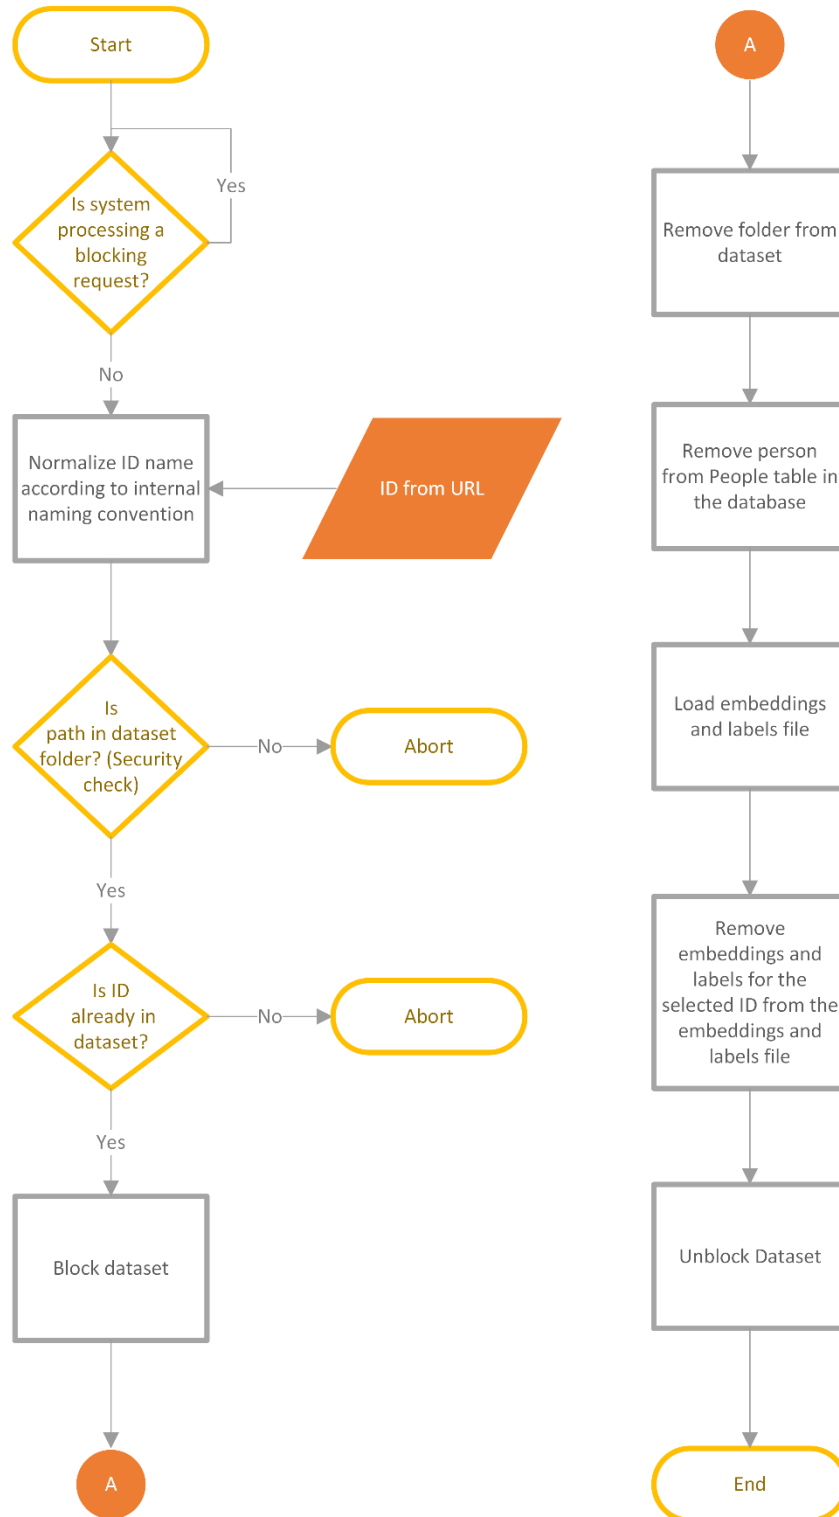 Start
Yes
Is system
processing a
blocking
request?
No
Normalize ID name
according to internal
naming convention
ID from URL
Is
path in dataset
folder? (Security
check)
No
Abort
Yes
Is ID
already in
dataset?
No
Abort
Yes
Block dataset
A
A
Remove folder from
dataset
Remove person
from People table in
the database
Load embeddings
and labels file
Remove
embeddings and
labels for the
selected ID from the
embeddings and
labels file
Unblock Dataset
End